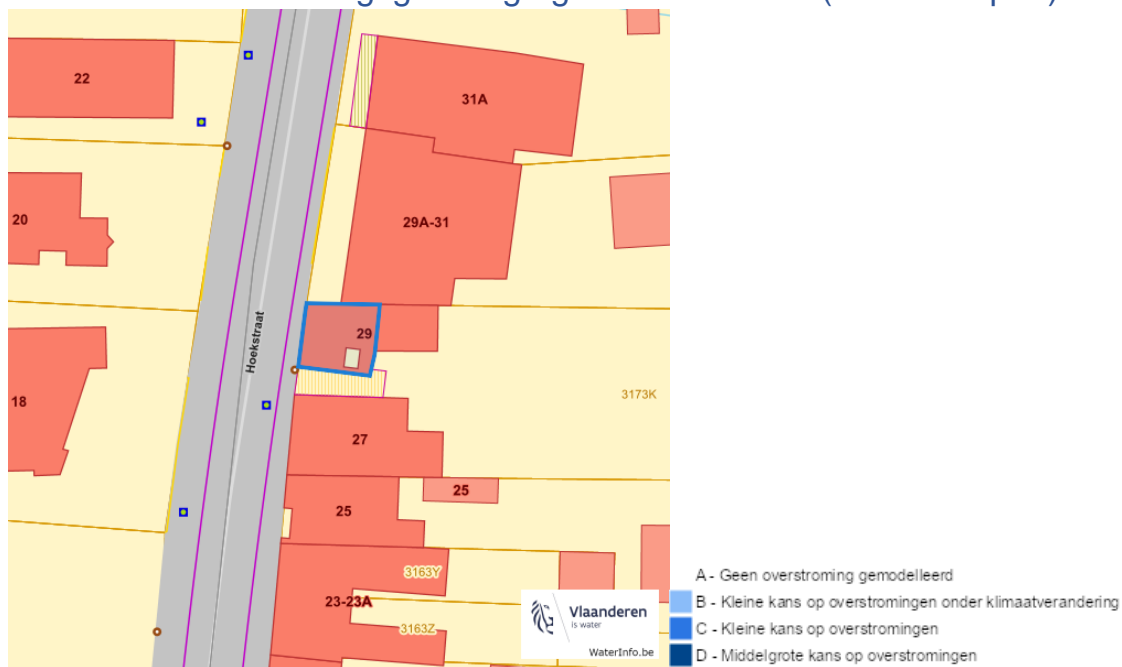 22
31A
20
29A-31
Hoekstraat
29
18
3173K
27
25
25
3163Y
23-23A
3163Z
Vlaanderen
is water
WaterInfo.be
A - Geen overstroming gemodelleerd
B - Kleine kans op overstromingen onder klimaatverandering
C - Kleine kans op overstromingen
D - Middelgrote kans op overstromingen